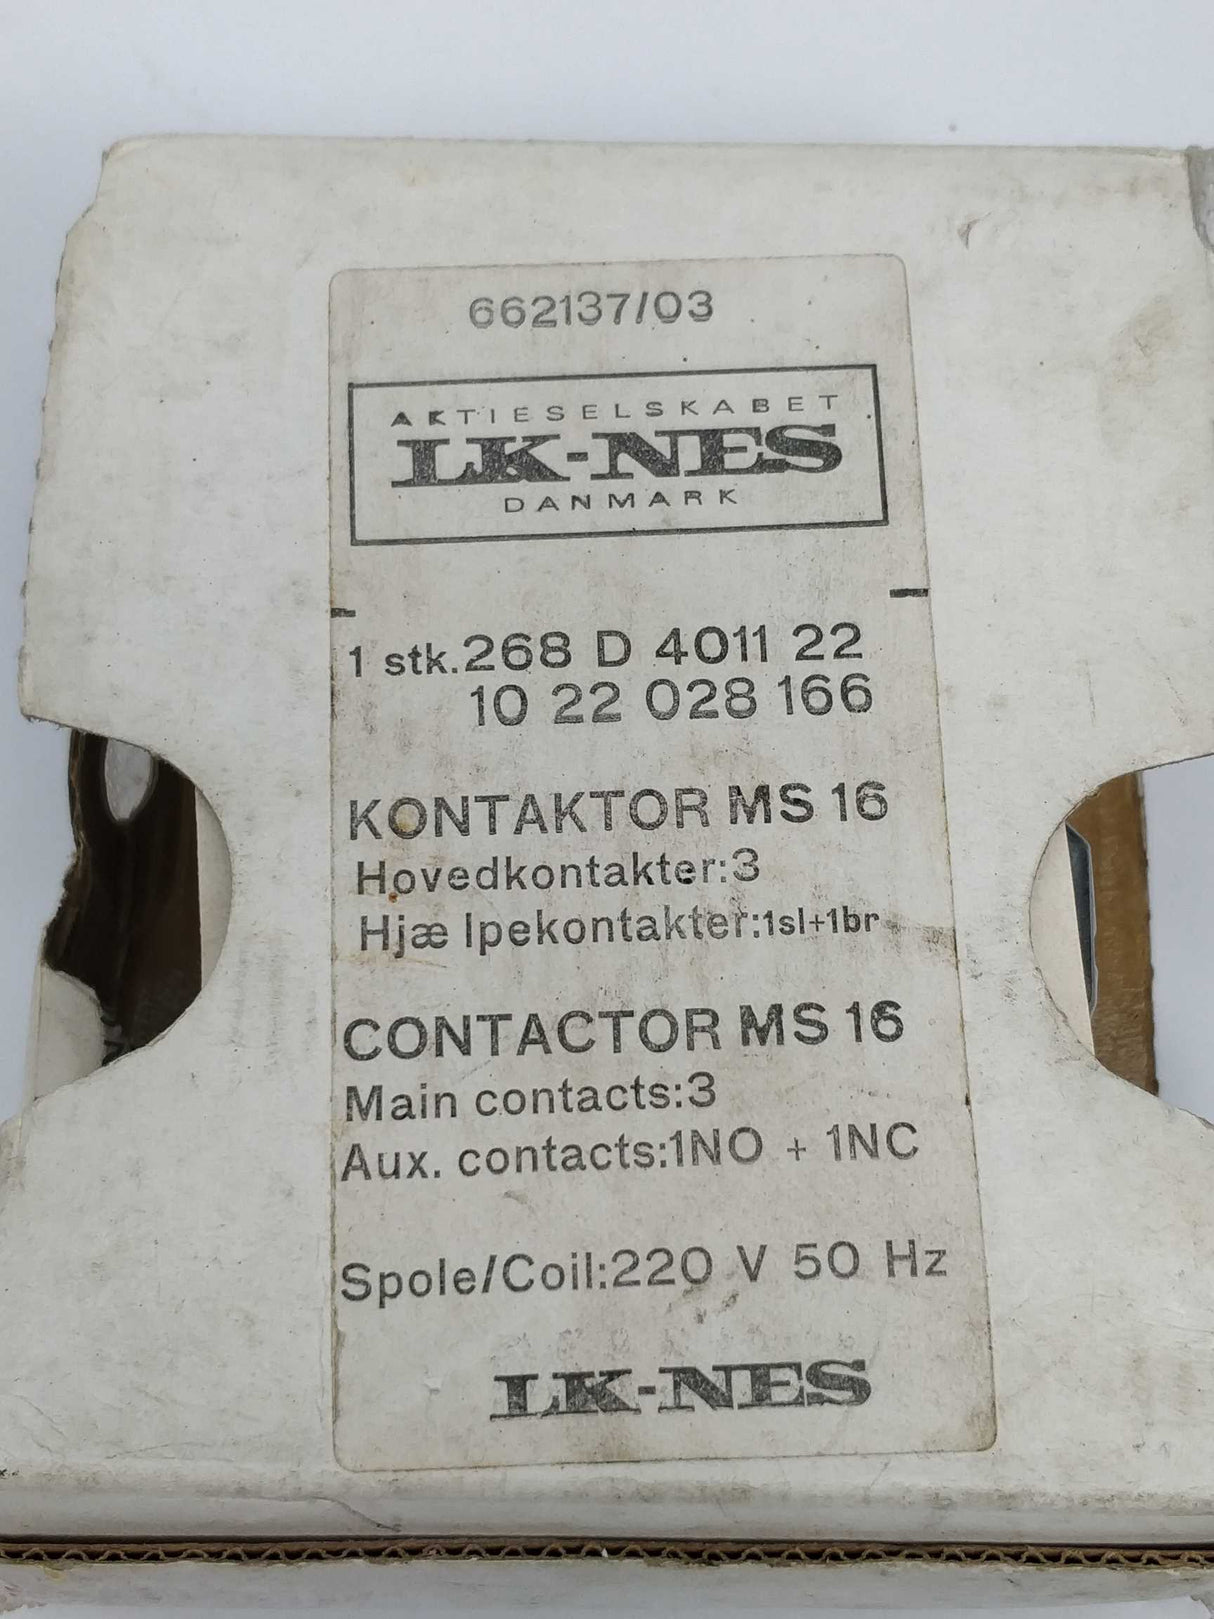 662137/03
AKTIESELSKABET
LK-NES
DANMARK
1 stk. 268 D 4011 22
10 22 028 166
KONTAKTOR MS 16
Hovedkontakter:3
Hjæ lpekontakter:1sl+1br
CONTACTOR MS 16
Main contacts:3
Aux. contacts:1NO + 1NC
Spole/Coil:220 V 50 Hz
LK-NES